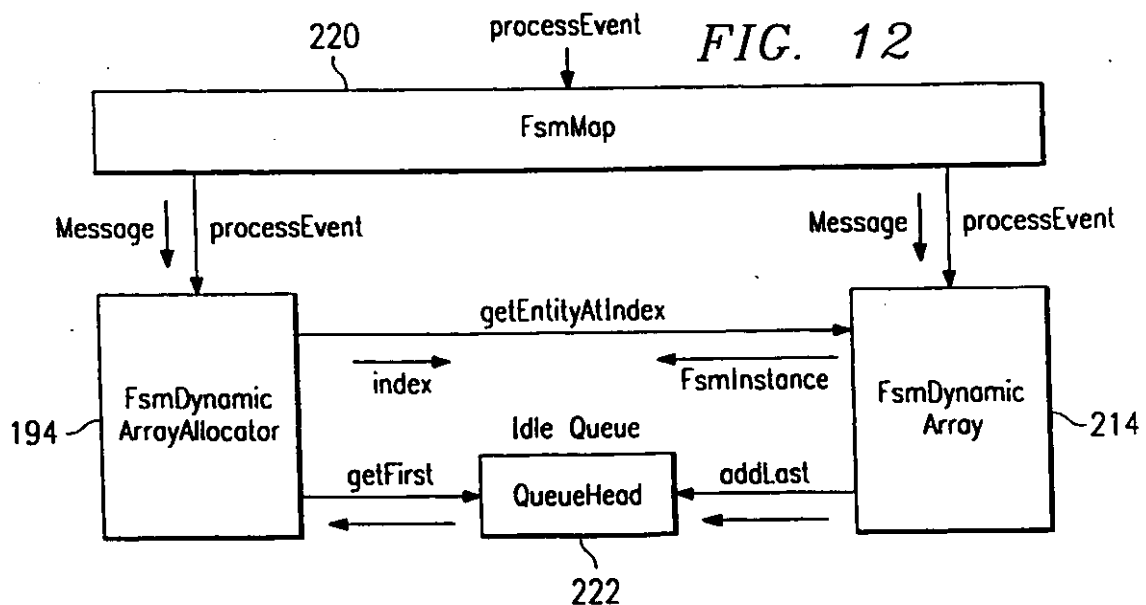 processEvent
FIG. 12
220
FsmMap
Message
processEvent
Message
processEvent
getEntityAtIndex
index
FsmInstance
FsmDynamic
ArrayAllocator
194
FsmDynamic
Array
214
Idle Queue
getFirst
QueueHead
addLast
222